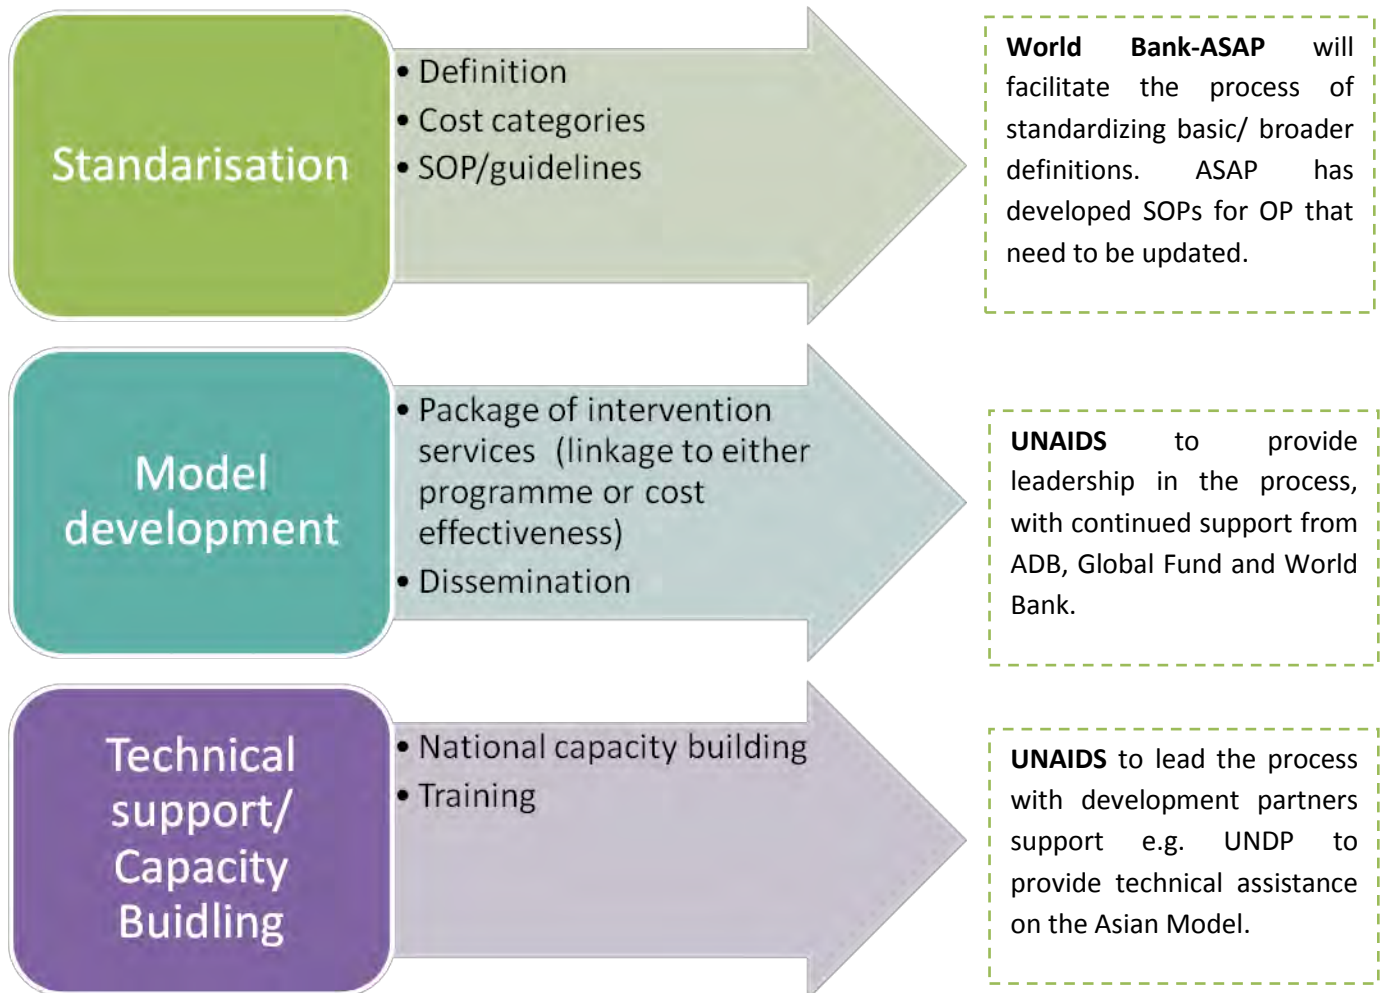 Standarisation
• Definition
• Cost categories
• SOP/guidelines
World Bank-ASAP will
facilitate the process of
standardizing basic/ broader
definitions. ASAP has
developed SOPs for OP that
need to be updated.
Model
development
• Package of intervention
services (linkage to either
programme or cost
effectiveness)
• Dissemination
UNAIDS to provide
leadership in the process,
with continued support from
ADB, Global Fund and World
Bank.
Technical
support/
Capacity
Buidling
• National capacity building
• Training
UNAIDS to lead the process
with development partners
support e.g. UNDP to
provide technical assistance
on the Asian Model.